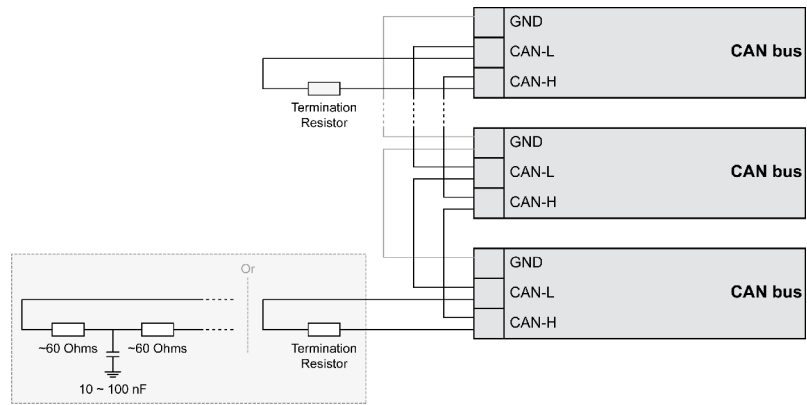 GND
CAN-L
CAN bus
CAN-H
Termination
Resistor
GND
CAN-L
CAN bus
CAN-H
GND
CAN-L
CAN bus
CAN-H
Or
~60 Ohms
~60 Ohms
10 ~ 100 nF
Termination
Resistor